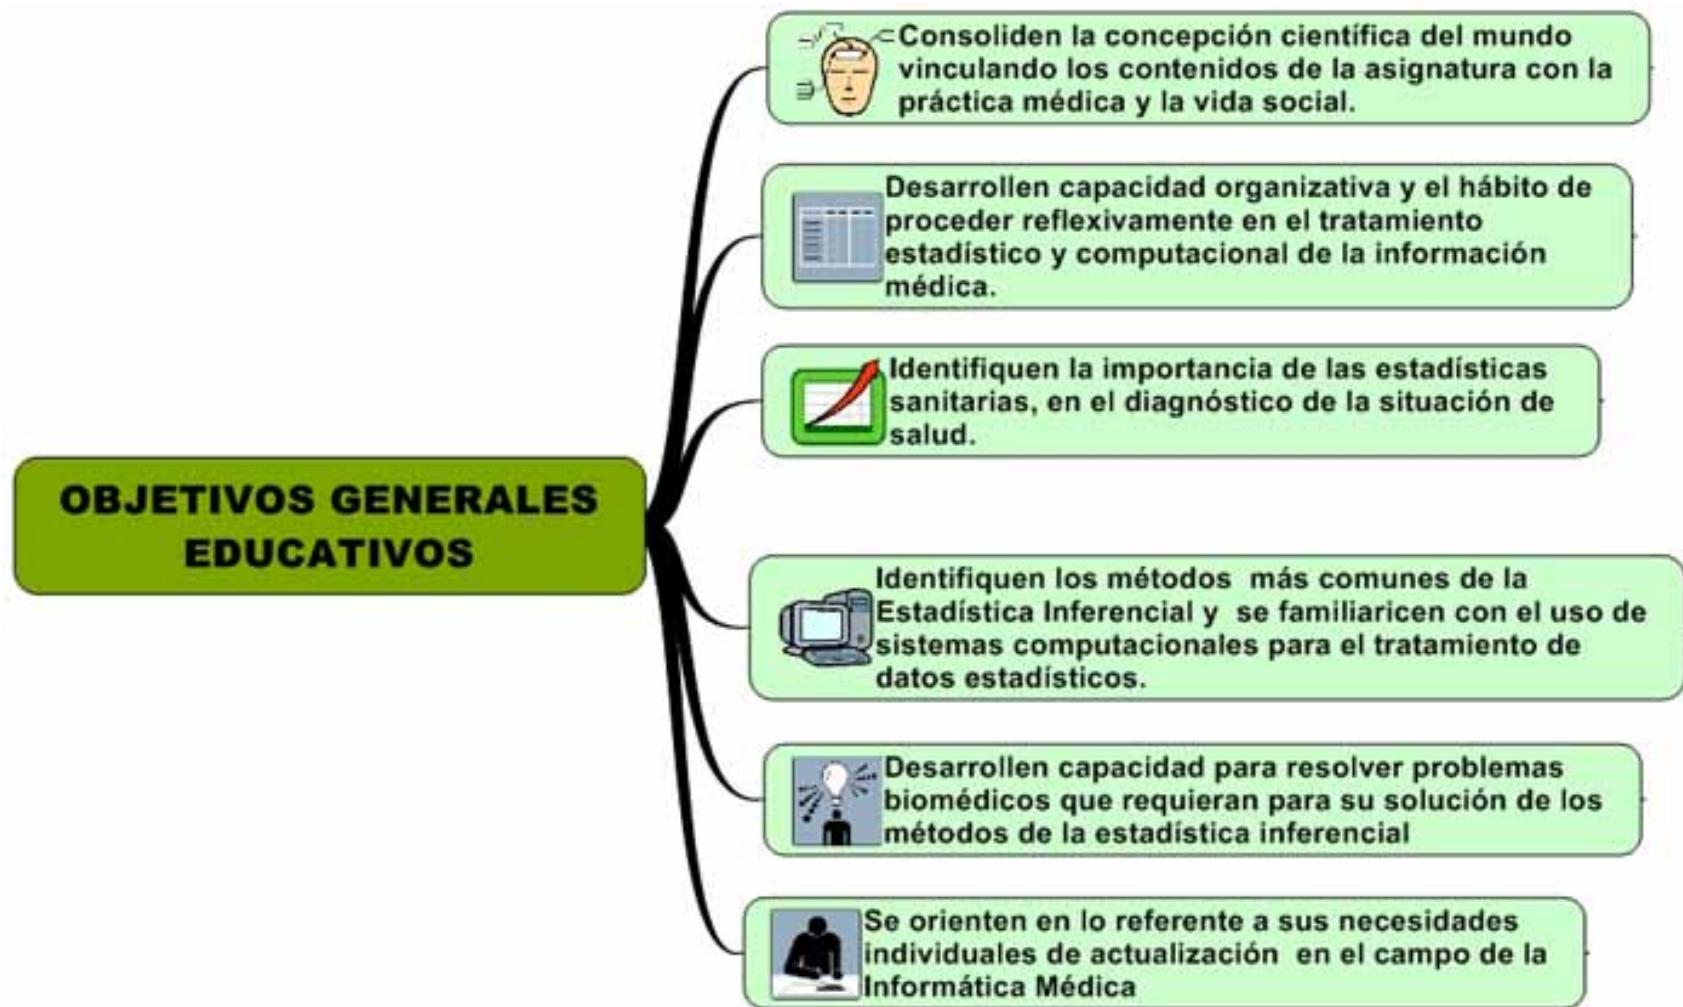 OBJETIVOS GENERALES
EDUCATIVOS
Consoliden la concepción científica del mundo
vinculando los contenidos de la asignatura con la
práctica médica y la vida social.
Desarrollen capacidad organizativa y el hábito de
proceder reflexivamente en el tratamiento
estadístico y computacional de la información
médica.
Identifiquen la importancia de las estadísticas
sanitarias, en el diagnóstico de la situación de
salud.
Identifiquen los métodos  más comunes de la
Estadística Inferencial y  se familiaricen con el uso de
sistemas computacionales para el tratamiento de
datos estadísticos.
Desarrollen capacidad para resolver problemas
biomédicos que requieran para su solución de los
métodos de la estadística inferencial
Se orienten en lo referente a sus necesidades
individuales de actualización  en el campo de la
Informática Médica